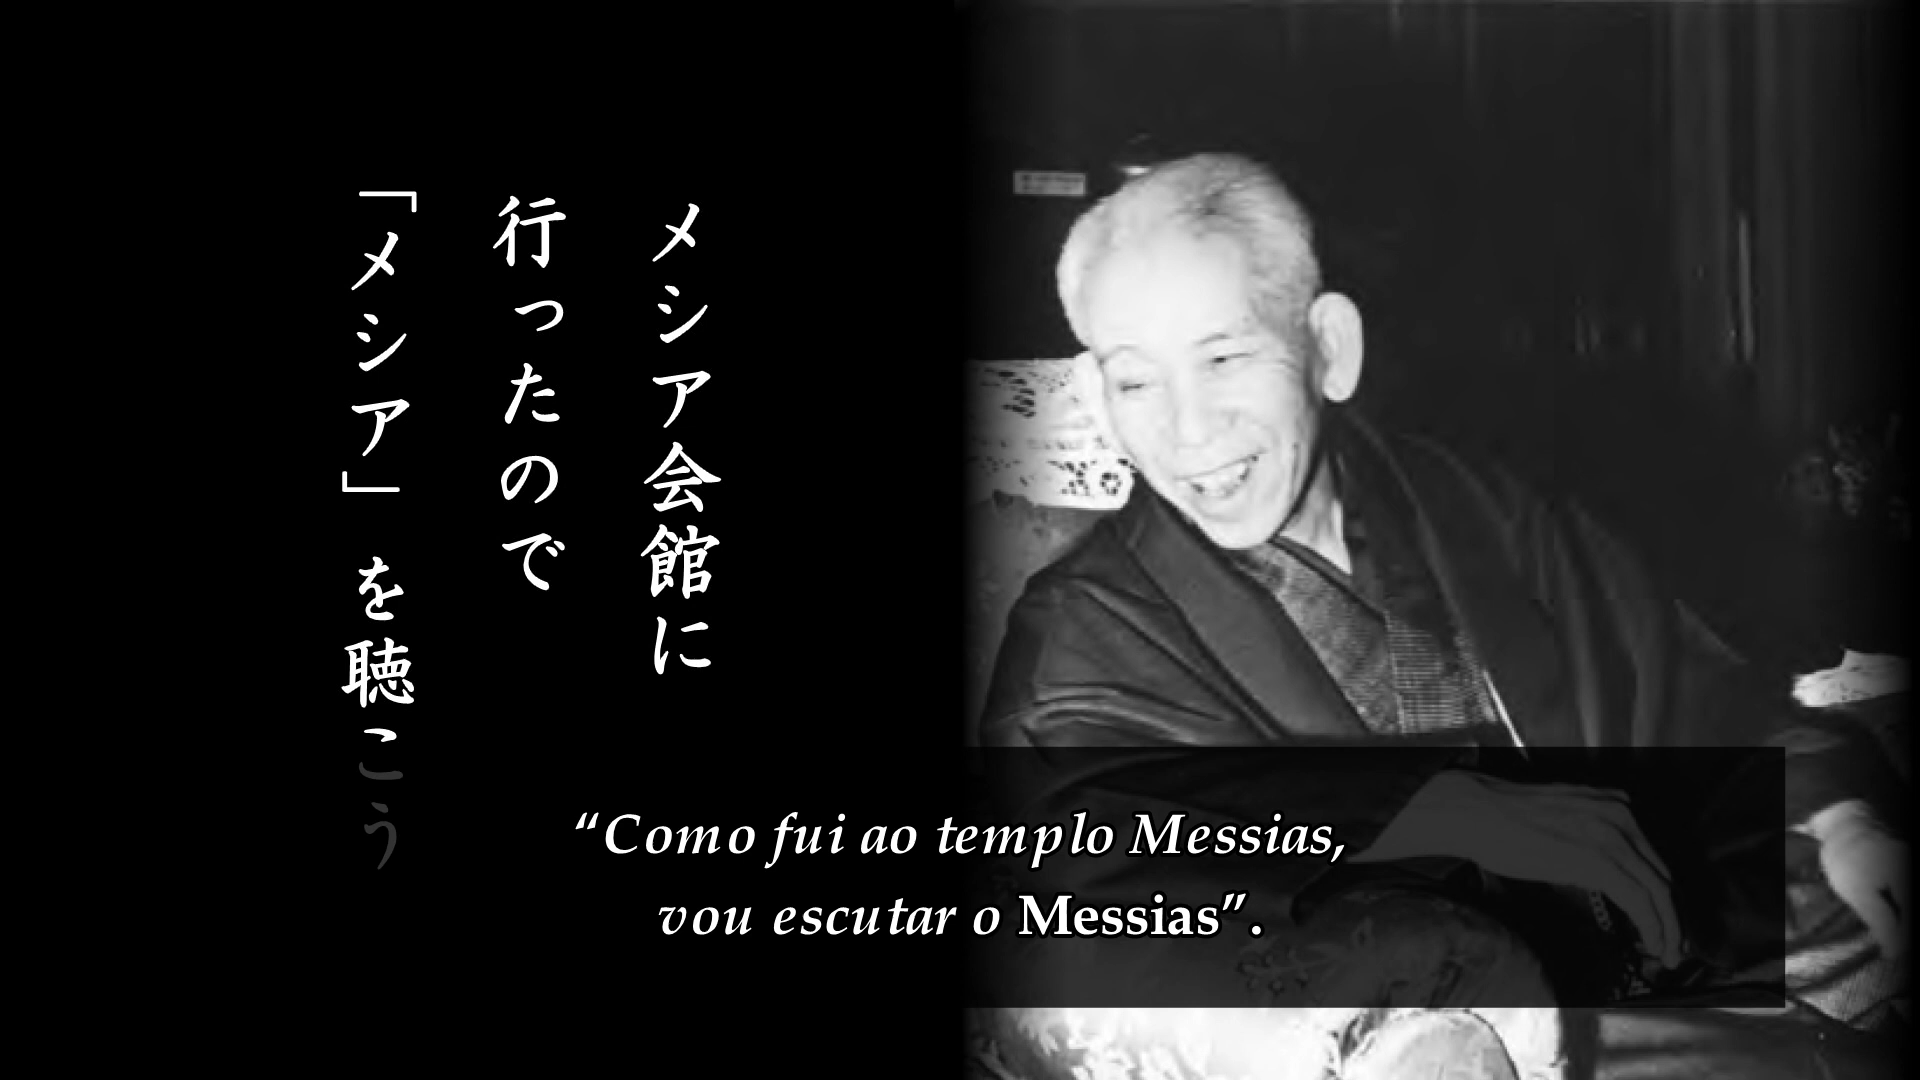 メシア会館に
行ったので
「メシア」を聴こう
“Como fui ao templo Messias,
vou escutar o Messias”.